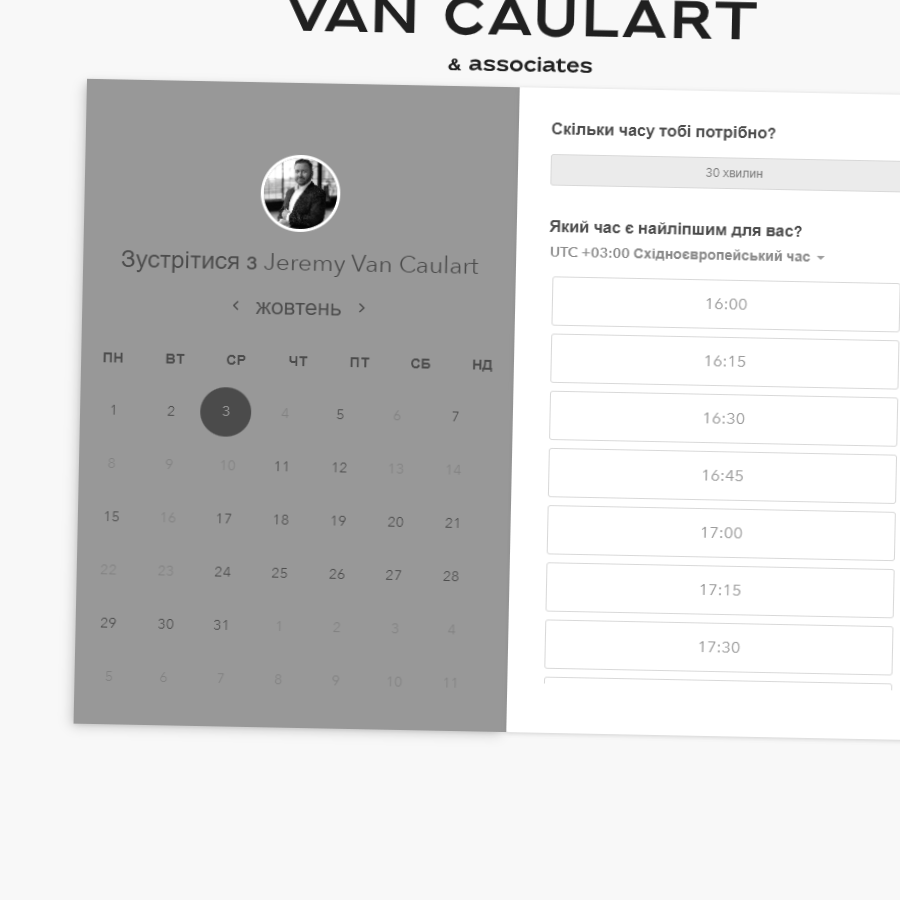 VAN CAULART
& associates
Зустрітися з Jeremy Van Caulart
жовтень
ПН ВТ СР ЧТ ПТ СБ НД
1 2 3 4 5 6 7
8 9 10 11 12 13 14
15 16 17 18 19 20 21
22 23 24 25 26 27 28
29 30 31 1 2 3 4
5 6 7 8 9 10 11
Скільки часу тобі потрібно?
30 хвилин
Який час є найліпшим для вас?
UTC +03:00 Східноєвропейський час
16:00
16:15
16:30
16:45
17:00
17:15
17:30